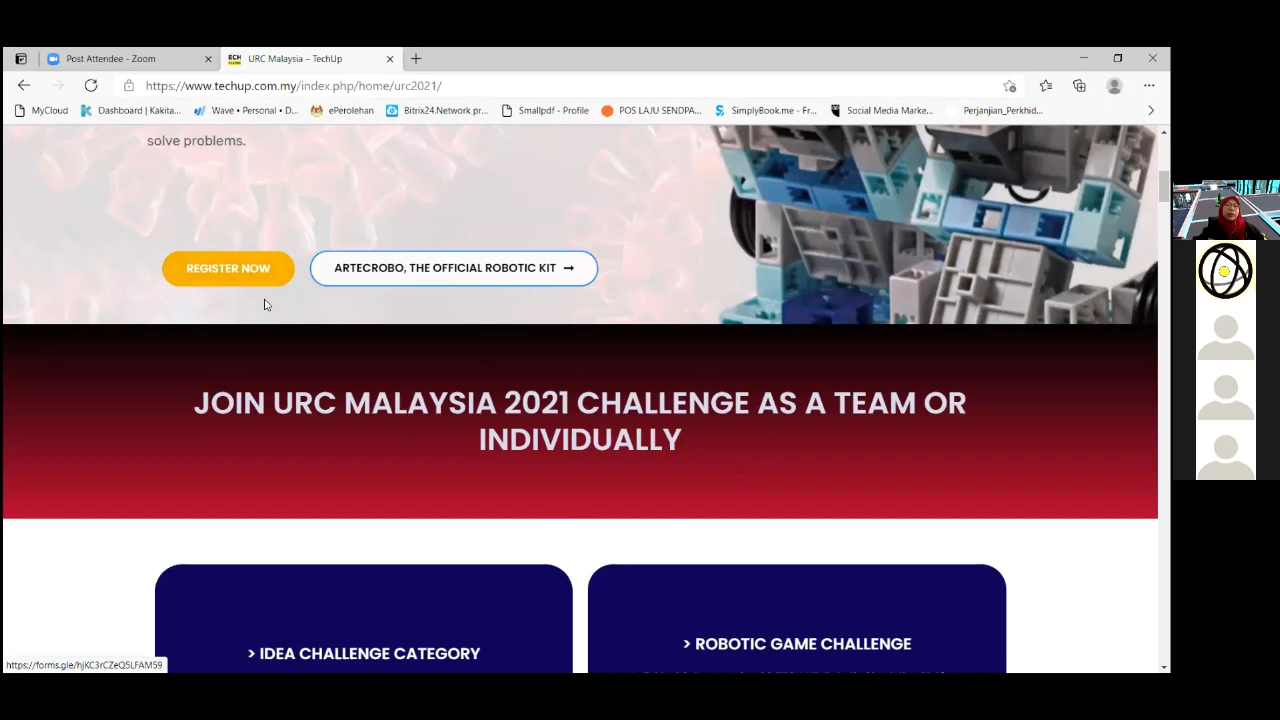 Post Attendee - Zoom
ECH
URC Malaysia – TechUp
https://www.techup.com.my/index.php/home/urc2021/
MyCloud
Dashboard | Kakita...
Wave • Personal • D...
ePerolehan
Bitrix24.Network pr...
Smallpdf - Profile
POS LAJU SENDPA...
SimplyBook.me - Fr...
Social Media Marke...
Perjanjian_Perkhid...
solve problems.
REGISTER NOW
ARTECROBO, THE OFFICIAL ROBOTIC KIT →
JOIN URC MALAYSIA 2021 CHALLENGE AS A TEAM OR
INDIVIDUALLY
> IDEA CHALLENGE CATEGORY
> ROBOTIC GAME CHALLENGE
https://forms.gle/hjKC3rCZeQ5LFAM59